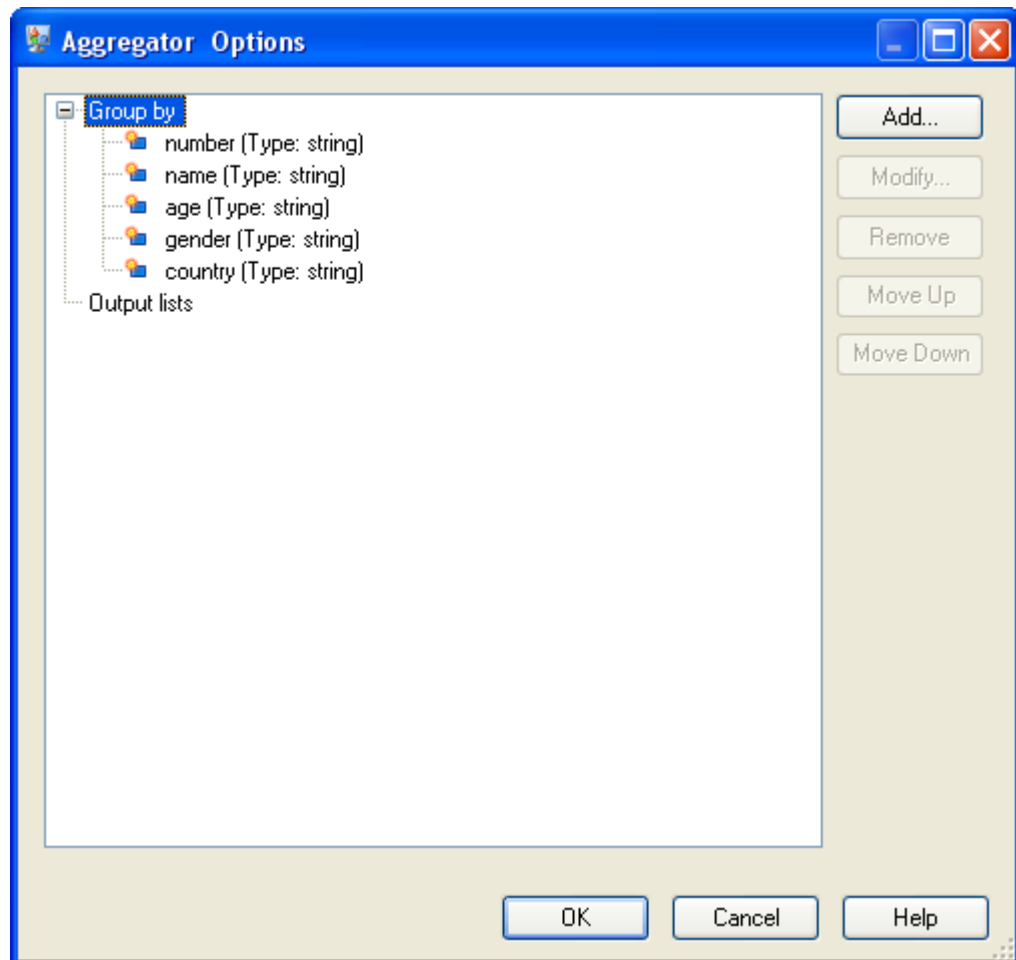 Aggregator Options
Group by
number (Type: string)
name (Type: string)
age (Type: string)
gender (Type: string)
country (Type: string)
Output lists
Add...
Modify...
Remove
Move Up
Move Down
OK
Cancel
Help